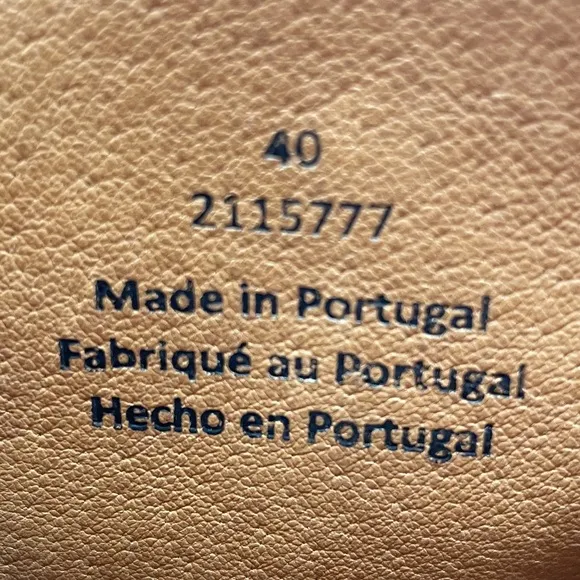 40
2115777
Made in Portugal
Fabriqué au Portugal
Hecho en Portugal